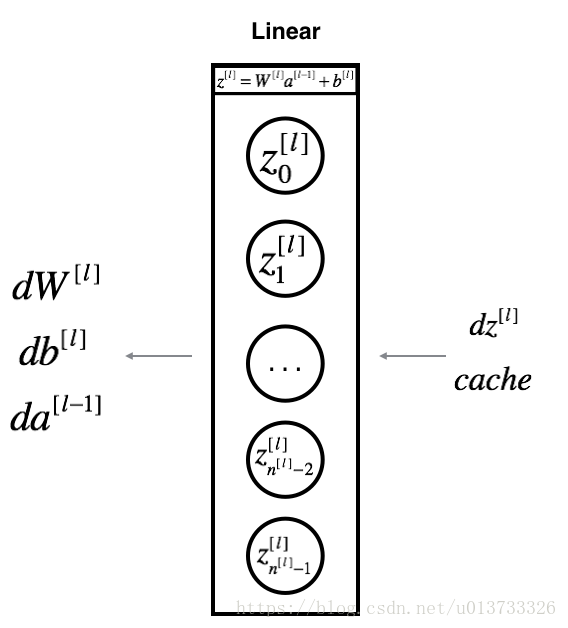 Linear
z^[l] = W^[l] a^[l-1] + b^[l]
z_0^[l]
z_1^[l]
...
z_{n^[l]-2}^[l]
z_{n^[l]-1}^[l]
dW^[l]
db^[l]
da^[l-1]
dz^[l]
cache
https://blog.csdn.net/u013733326